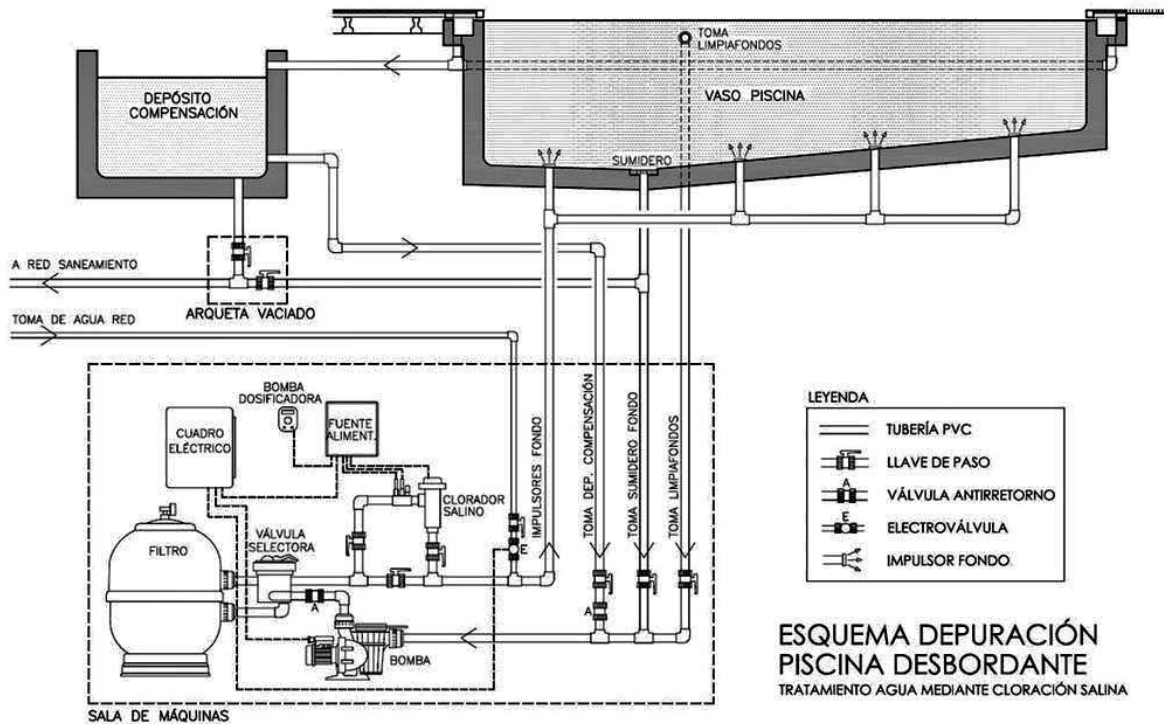 TOMA
LIMPIAFONDOS
DEPÓSITO
COMPENSACIÓN
VASO PISCINA
SUMIDERO
A RED SANEAMIENTO
ARQUETA VACIADO
TOMA DE AGUA RED
BOMBA
DOSIFICADORA
CUADRO
ELÉCTRICO
FUENTE
ALIMENT.
CLORADOR
SALINO
IMPULSORES FONDO
TOMA DEP. COMPENSACIÓN
TOMA SUMIDERO FONDO
TOMA LIMPIAFONDOS
FILTRO
VÁLVULA
SELECTORA
E
A
A
BOMBA
SALA DE MÁQUINAS
LEYENDA
TUBERÍA PVC
LLAVE DE PASO
A
VÁLVULA ANTIRRETORNO
E
ELECTROVÁLVULA
IMPULSOR FONDO
ESQUEMA DEPURACIÓN
PISCINA DESBORDANTE
TRATAMIENTO AGUA MEDIANTE CLORACIÓN SALINA